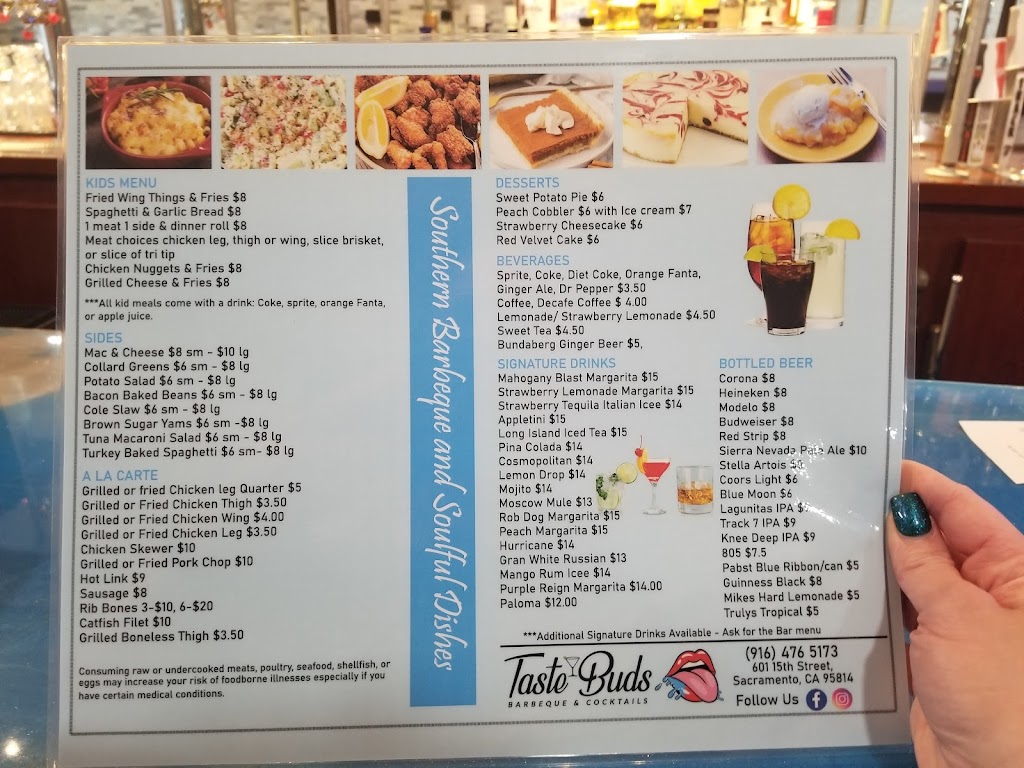 KIDS MENU
Fried Wing Things & Fries $8
Spaghetti & Garlic Bread $8
1 meat 1 side & dinner roll $8
Meat choices chicken leg, thigh or wing, slice brisket,
or slice of tri tip
Chicken Nuggets & Fries $8
Grilled Cheese & Fries $8
***All kid meals come with a drink: Coke, sprite, orange Fanta,
or apple juice.
SIDES
Mac & Cheese $8 sm - $10 lg
Collard Greens $6 sm - $8 lg
Potato Salad $6 sm - $8 lg
Bacon Baked Beans $6 sm - $8 lg
Cole Slaw $6 sm - $8 lg
Brown Sugar Yams $6 sm -$8 lg
Tuna Macaroni Salad $6 sm - $8 lg
Turkey Baked Spaghetti $6 sm- $8 lg
A LA CARTE
Grilled or fried Chicken leg Quarter $5
Grilled or Fried Chicken Thigh $3.50
Grilled or Fried Chicken Wing $4.00
Grilled or Fried Chicken Leg $3.50
Chicken Skewer $10
Grilled or Fried Pork Chop $10
Hot Link $9
Sausage $8
Rib Bones 3-$10, 6-$20
Catfish Filet $10
Grilled Boneless Thigh $3.50
Consuming raw or undercooked meats, poultry, seafood, shellfish, or
eggs may increase your risk of foodborne illnesses especially if you
have certain medical conditions.
Southern Barbeque and Soulful Dishes
DESSERTS
Sweet Potato Pie $6
Peach Cobbler $6 with Ice cream $7
Strawberry Cheesecake $6
Red Velvet Cake $6
BEVERAGES
Sprite, Coke, Diet Coke, Orange Fanta,
Ginger Ale, Dr Pepper $3.50
Coffee, Decafe Coffee $ 4.00
Lemonade/ Strawberry Lemonade $4.50
Sweet Tea $4.50
Bundaberg Ginger Beer $5,
SIGNATURE DRINKS
Mahogany Blast Margarita $15
Strawberry Lemonade Margarita $15
Strawberry Tequila Italian Icee $14
Appletini $15
Long Island Iced Tea $15
Pina Colada $14
Cosmopolitan $14
Lemon Drop $14
Mojito $14
Moscow Mule $13
Rob Dog Margarita $15
Peach Margarita $15
Hurricane $14
Gran White Russian $13
Mango Rum Icee $14
Purple Reign Margarita $14.00
Paloma $12.00
BOTTLED BEER
Corona $8
Heineken $8
Modelo $8
Budweiser $8
Red Strip $8
Sierra Nevada Pale Ale $10
Stella Artois
Coors Light $6
Blue Moon $6
Lagunitas IPA
Track 7 IPA $9
Knee Deep IPA $9
805 $7.5
Pabst Blue Ribbon/can $5
Guinness Black $8
Mikes Hard Lemonade $5
Trulys Tropical $5
***Additional Signature Drinks Available - Ask for the Bar menu
Taste Buds
BARBEQUE & COCKTAILS
(916) 476 5173
601 15th Street,
Sacramento, CA 95814
Follow Us